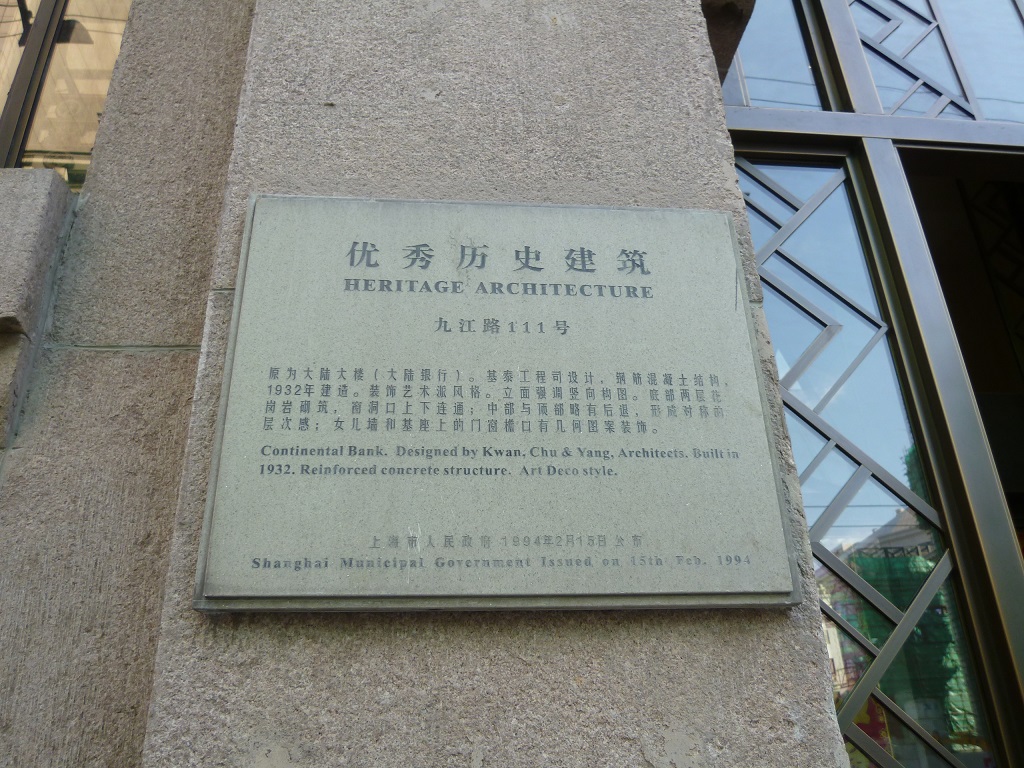 优秀历史建筑
HERITAGE ARCHITECTURE
九江路111号
原为大陆大楼（大陆银行）。基泰工程司设计，钢筋混凝土结构，
1932年建造。装饰艺术派风格。立面强调竖向构图。底部两层花
岗岩砌筑，窗洞口上下连通；中部与顶部略有后退，形成对称的
层次感；女儿墙和基座上的门窗檐口有几何图案装饰。
Continental Bank. Designed by Kwan, Chu & Yang, Architects. Built in
1932. Reinforced concrete structure. Art Deco style.
上海市人民政府 1994年2月15日公布
Shanghai Municipal Government Issued on 15th Feb. 1994